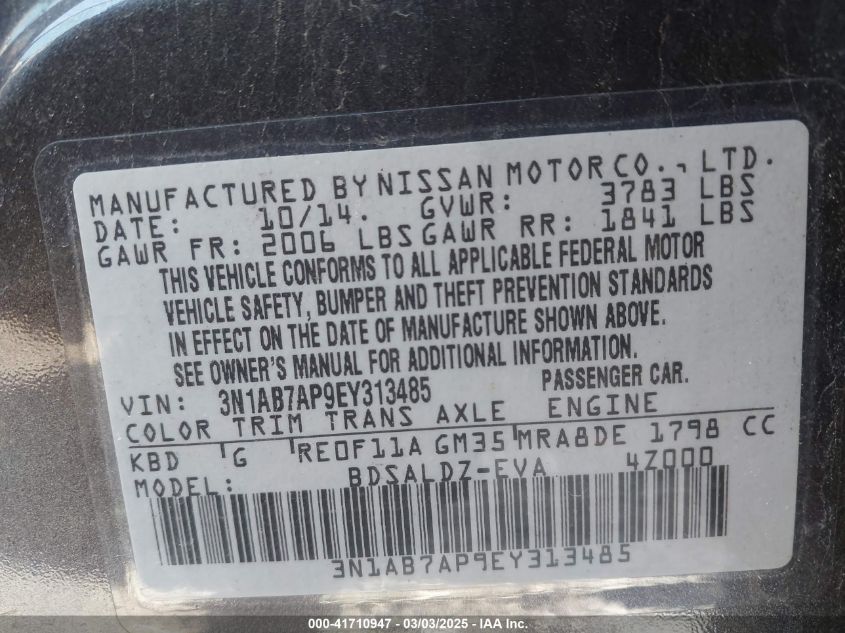 MANUFACTURED BY NISSAN MOTOR CO., LTD.
DATE: 10/14. GVWR: 3783 LBS
GAWR FR: 2006 LBS GAWR RR: 1841 LBS
THIS VEHICLE CONFORMS TO ALL APPLICABLE FEDERAL MOTOR
VEHICLE SAFETY, BUMPER AND THEFT PREVENTION STANDARDS
IN EFFECT ON THE DATE OF MANUFACTURE SHOWN ABOVE.
SEE OWNER'S MANUAL FOR ADDITIONAL INFORMATION.
VIN: 3N1AB7AP9EY313485 PASSENGER CAR.
COLOR TRIM TRANS AXLE ENGINE
KBD G RE0F11A GM35 MRA8DE 1798 CC
MODEL: BDSALDZ-EVA 4Z000
3N1AB7AP9EY313485
000-41710947 - 03/03/2025 - IAA Inc.